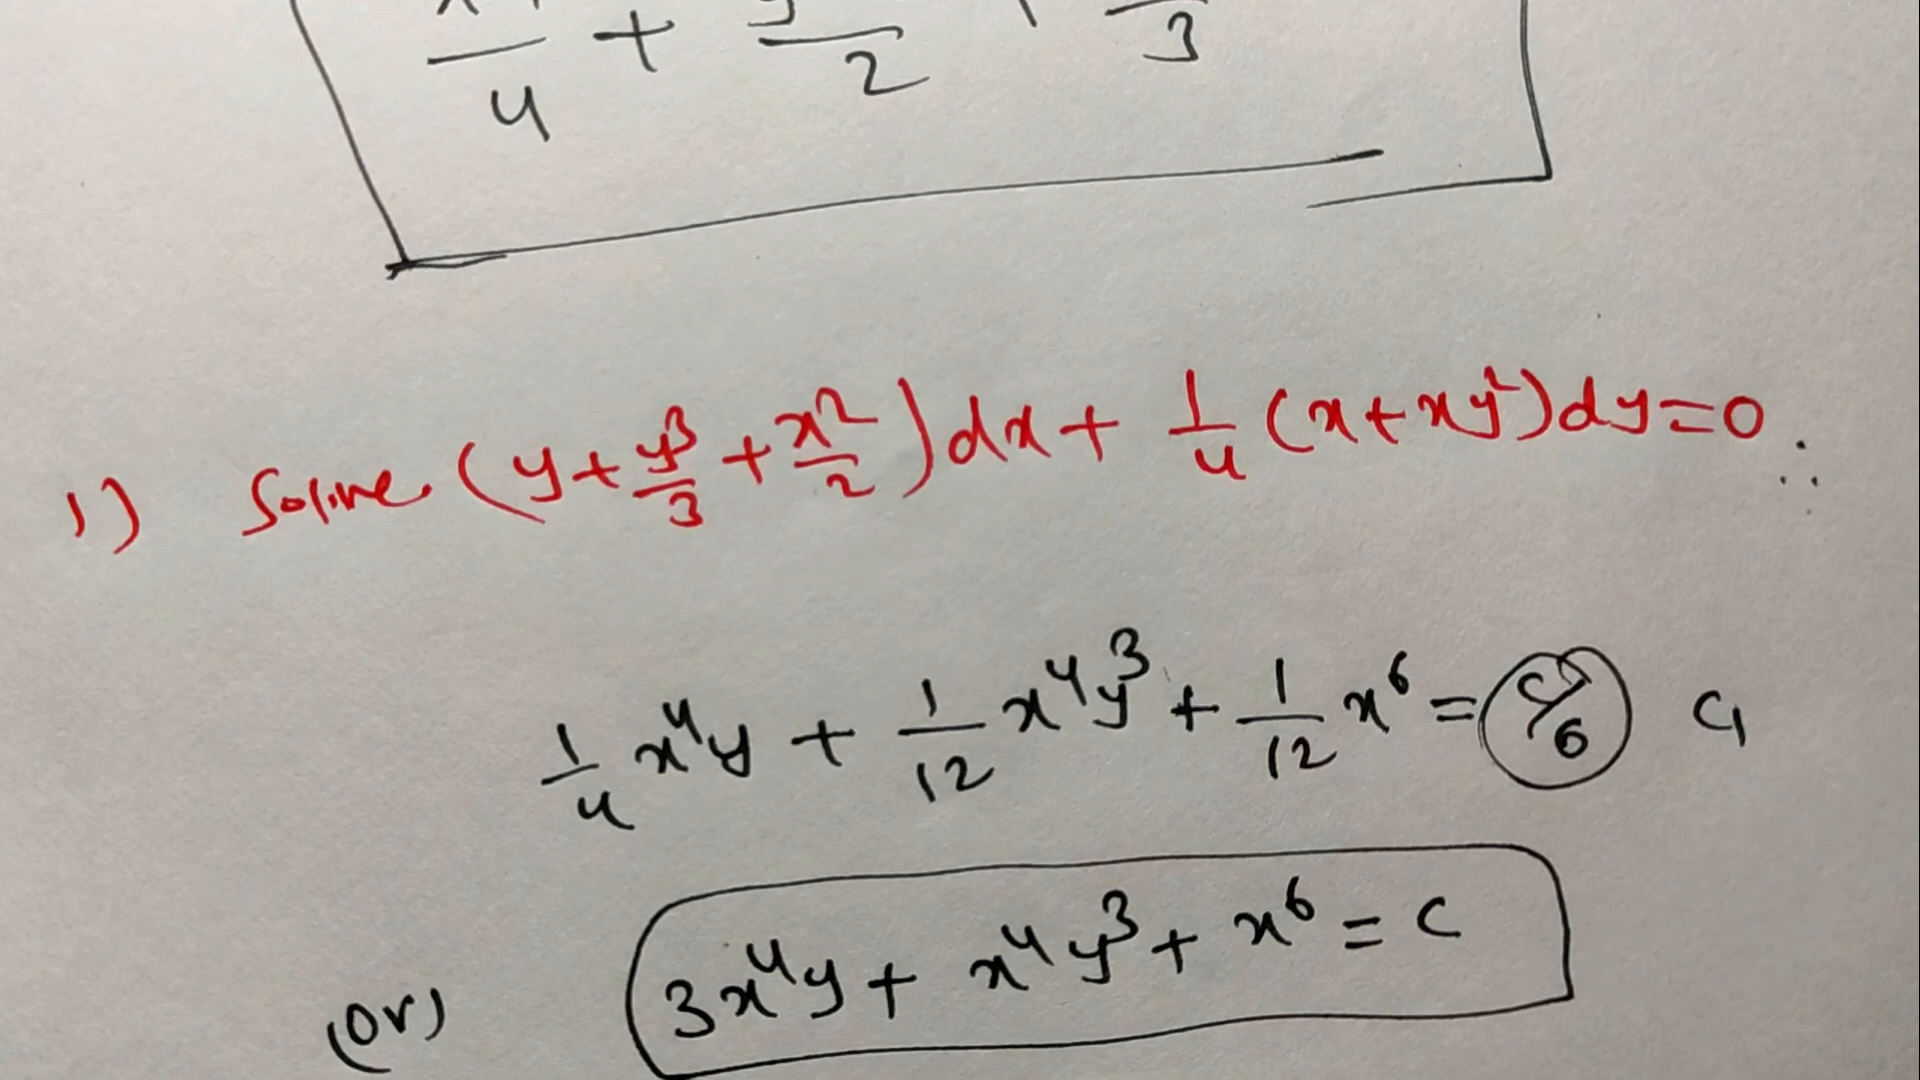 /4 + /2 /3
1) Solve (y + y³/3 + x²/2) dx + 1/4 (x + xy²) dy = 0 ∴
1/4 x⁴y + 1/12 x⁴y³ + 1/12 x⁶ = C/6 C₁
(or) 3x⁴y + x⁴y³ + x⁶ = C